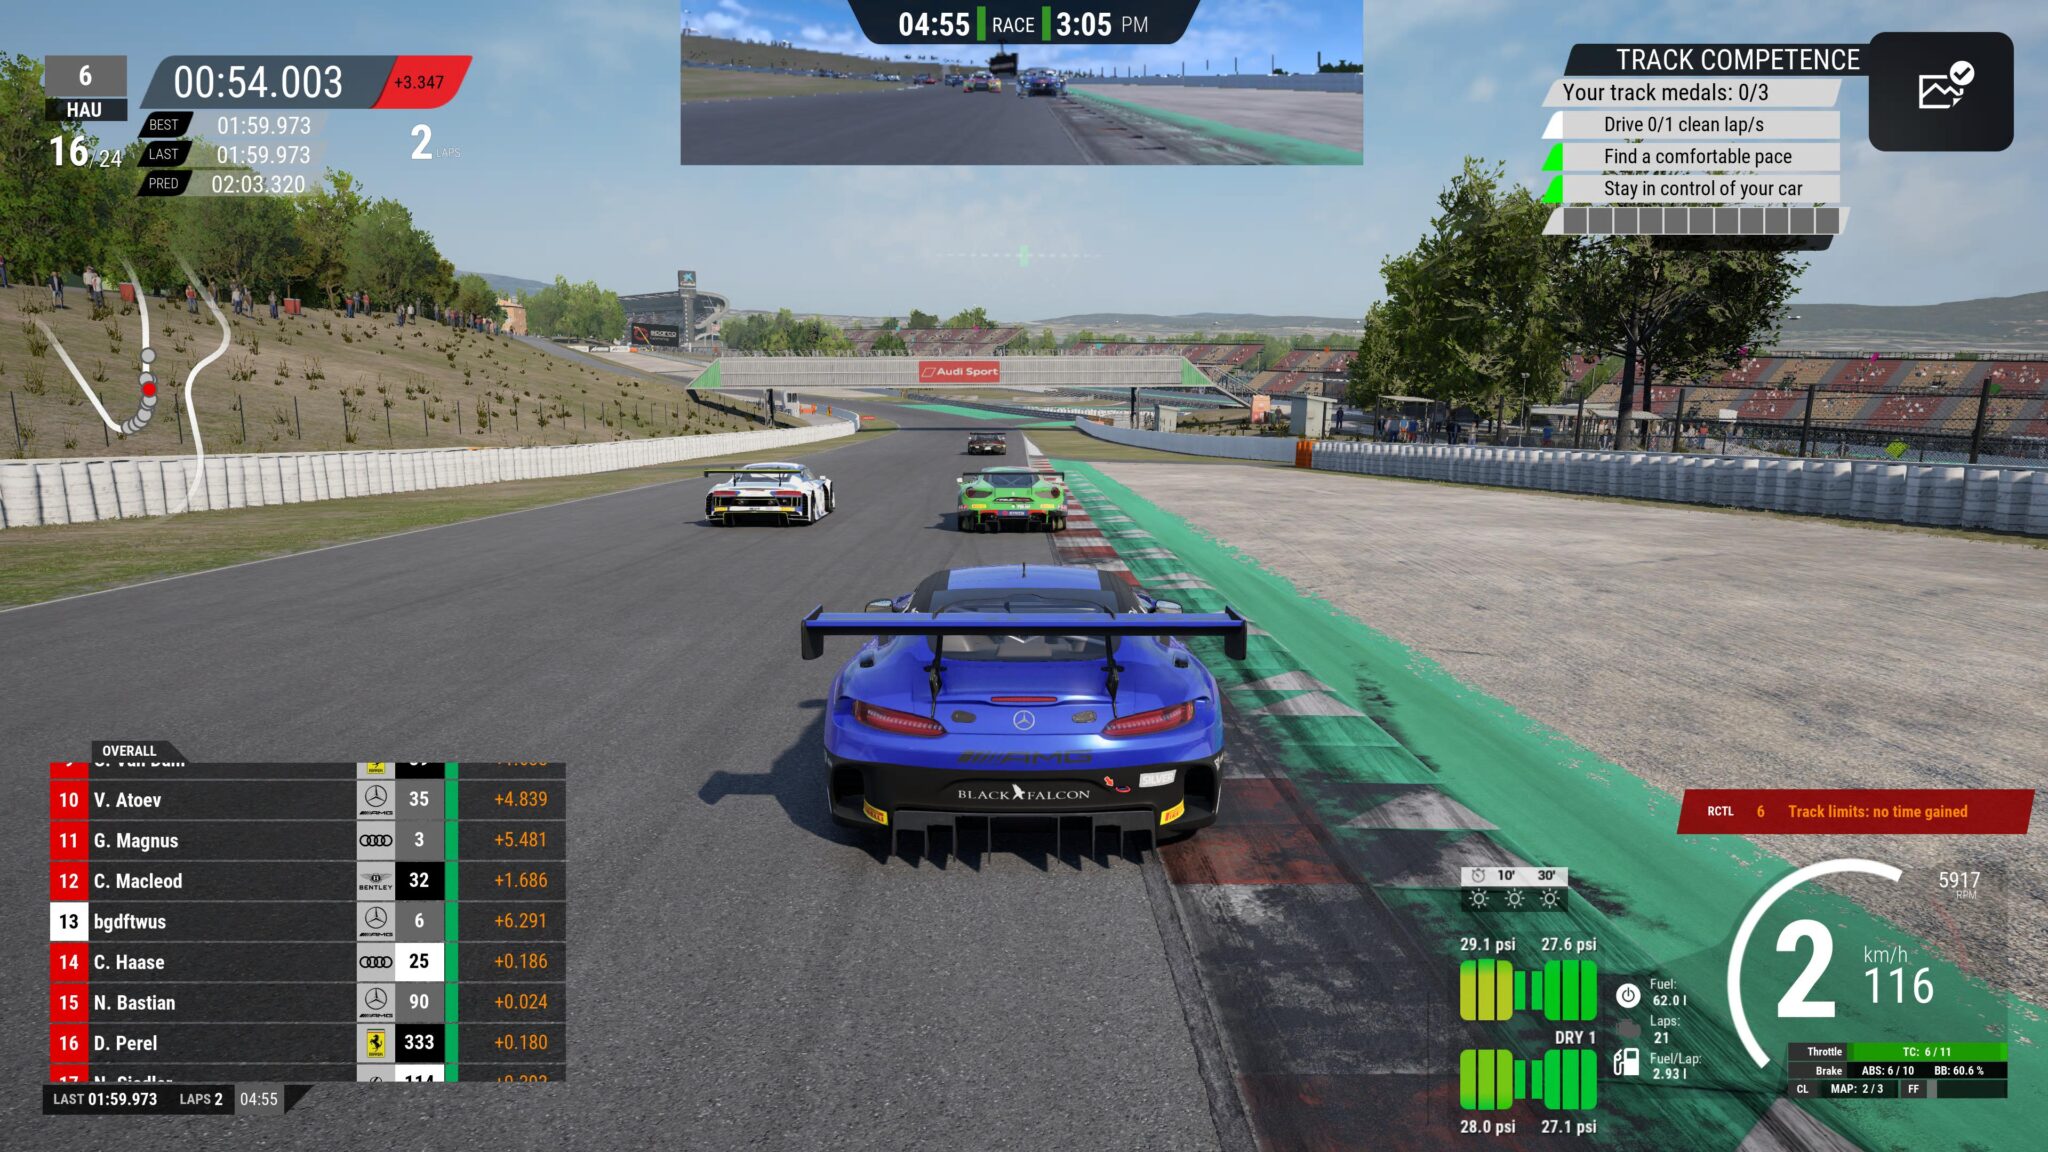 6
HAU
16/24
00:54.003 +3.347
BEST 01:59.973
LAST 01:59.973
PRED 02:03.320
2 LAPS
04:55 RACE 3:05 PM
TRACK COMPETENCE
Your track medals: 0/3
Drive 0/1 clean lap/s
Find a comfortable pace
Stay in control of your car
sparco
Audi Sport
AMG
BLACK FALCON
SILVER
OVERALL
10 V. Atoev AMG 35 +4.839
11 G. Magnus 3 +5.481
12 C. Macleod BENTLEY 32 +1.686
13 bgdftwus AMG 6 +6.291
14 C. Haase 25 +0.186
15 N. Bastian AMG 90 +0.024
16 D. Perel 333 +0.180
LAST 01:59.973 LAPS 2 04:55
RCTL 6 Track limits: no time gained
10' 30'
29.1 psi 27.6 psi
DRY 1
28.0 psi 27.1 psi
Fuel:
62.0 l
Laps:
21
Fuel/Lap:
2.93 l
5917
RPM
2
km/h
116
Throttle TC: 6 / 11
Brake ABS: 6 / 10 BB: 60.6 %
CL MAP: 2 / 3 FF